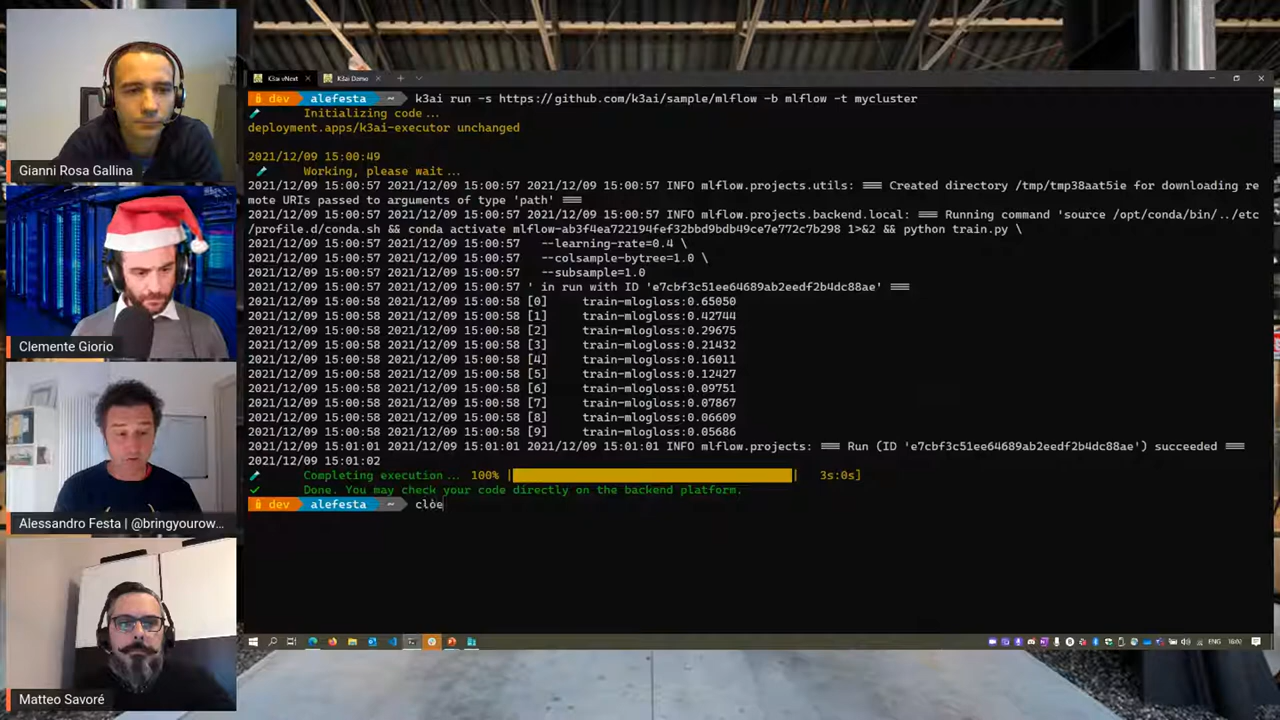 Gianni Rosa Gallina
Clemente Giorio
Alessandro Festa | @bringyourow...
Matteo Savoré
K3ai vNext
K3ai Demo
dev alefesta ~ k3ai run -s https://github.com/k3ai/sample/mlflow -b mlflow -t mycluster
Initializing code...
deployment.apps/k3ai-executor unchanged
2021/12/09 15:00:49
Working, please wait...
2021/12/09 15:00:57 2021/12/09 15:00:57 2021/12/09 15:00:57 INFO mlflow.projects.utils: === Created directory /tmp/tmp38aat5ie for downloading re
mote URIs passed to arguments of type 'path' ===
2021/12/09 15:00:57 2021/12/09 15:00:57 2021/12/09 15:00:57 INFO mlflow.projects.backend.local: === Running command 'source /opt/conda/bin/../etc
/profile.d/conda.sh && conda activate mlflow-ab3f4ea722194fef32bbd9bdb49ce7e772c7b298 1>&2 && python train.py \
2021/12/09 15:00:57 2021/12/09 15:00:57 --learning-rate=0.4 \
2021/12/09 15:00:57 2021/12/09 15:00:57 --colsample-bytree=1.0 \
2021/12/09 15:00:57 2021/12/09 15:00:57 --subsample=1.0
2021/12/09 15:00:57 2021/12/09 15:00:57 ' in run with ID 'e7cbf3c51ee64689ab2eedf2b4dc88ae' ===
2021/12/09 15:00:58 2021/12/09 15:00:58 [0] train-mlogloss:0.65050
2021/12/09 15:00:58 2021/12/09 15:00:58 [1] train-mlogloss:0.42744
2021/12/09 15:00:58 2021/12/09 15:00:58 [2] train-mlogloss:0.29675
2021/12/09 15:00:58 2021/12/09 15:00:58 [3] train-mlogloss:0.21432
2021/12/09 15:00:58 2021/12/09 15:00:58 [4] train-mlogloss:0.16011
2021/12/09 15:00:58 2021/12/09 15:00:58 [5] train-mlogloss:0.12427
2021/12/09 15:00:58 2021/12/09 15:00:58 [6] train-mlogloss:0.09751
2021/12/09 15:00:58 2021/12/09 15:00:58 [7] train-mlogloss:0.07867
2021/12/09 15:00:58 2021/12/09 15:00:58 [8] train-mlogloss:0.06609
2021/12/09 15:00:58 2021/12/09 15:00:58 [9] train-mlogloss:0.05686
2021/12/09 15:01:01 2021/12/09 15:01:01 2021/12/09 15:01:01 INFO mlflow.projects: === Run (ID 'e7cbf3c51ee64689ab2eedf2b4dc88ae') succeeded ===
2021/12/09 15:01:02
Completing execution... 100% | | 3s:0s]
Done. You may check your code directly on the backend platform.
dev alefesta ~ clòe
ENG 16:02